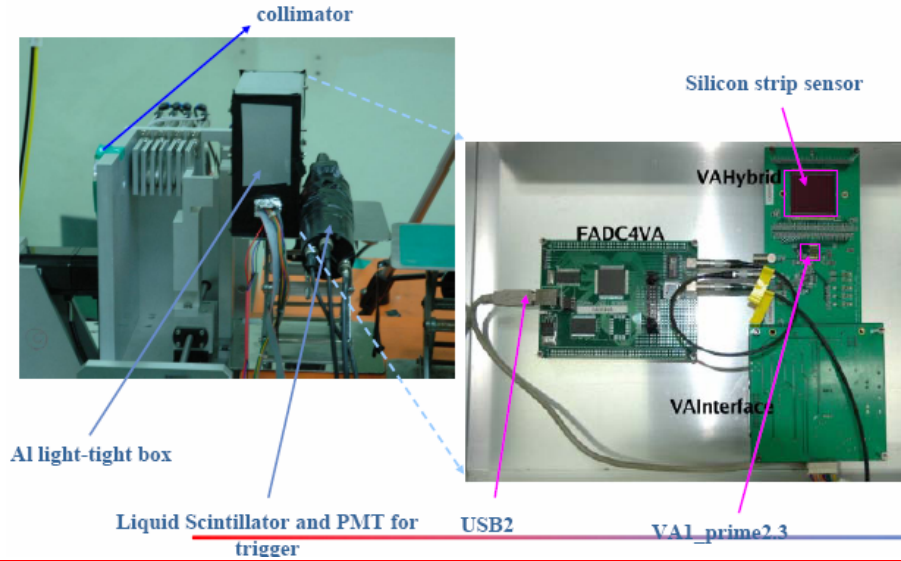 collimator
Silicon strip sensor
VAHybrid
FADC4VA
VAInterface
Al light-tight box
Liquid Scintillator and PMT for
trigger
USB2
VA1_prime2.3